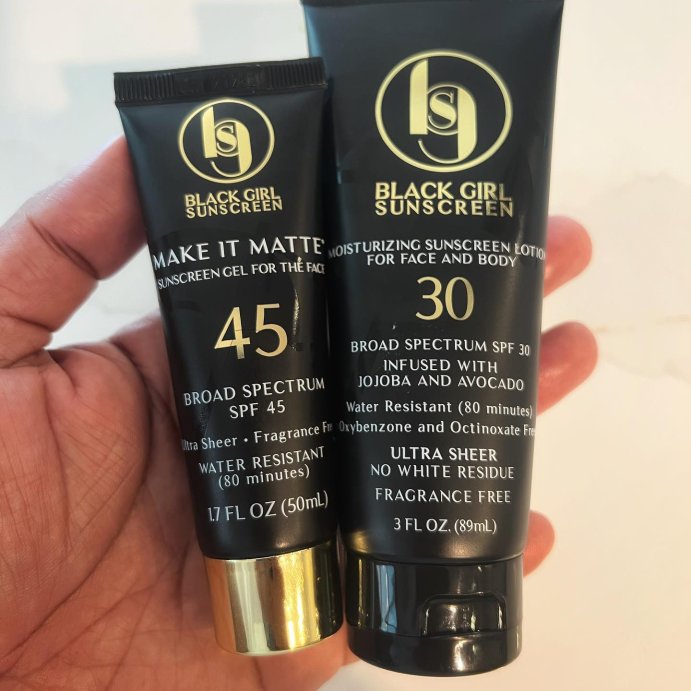 bsg
BLACK GIRL
SUNSCREEN
MAKE IT MATTE
SUNSCREEN GEL FOR THE FACE
45
BROAD SPECTRUM
SPF 45
Ultra Sheer • Fragrance Free
WATER RESISTANT
(80 minutes)
1.7 FL OZ (50mL)
bsg
BLACK GIRL
SUNSCREEN
MOISTURIZING SUNSCREEN LOTION
FOR FACE AND BODY
30
BROAD SPECTRUM SPF 30
INFUSED WITH
JOJOBA AND AVOCADO
Water Resistant (80 minutes)
Oxybenzone and Octinoxate Free
ULTRA SHEER
NO WHITE RESIDUE
FRAGRANCE FREE
3 FL OZ. (89mL)